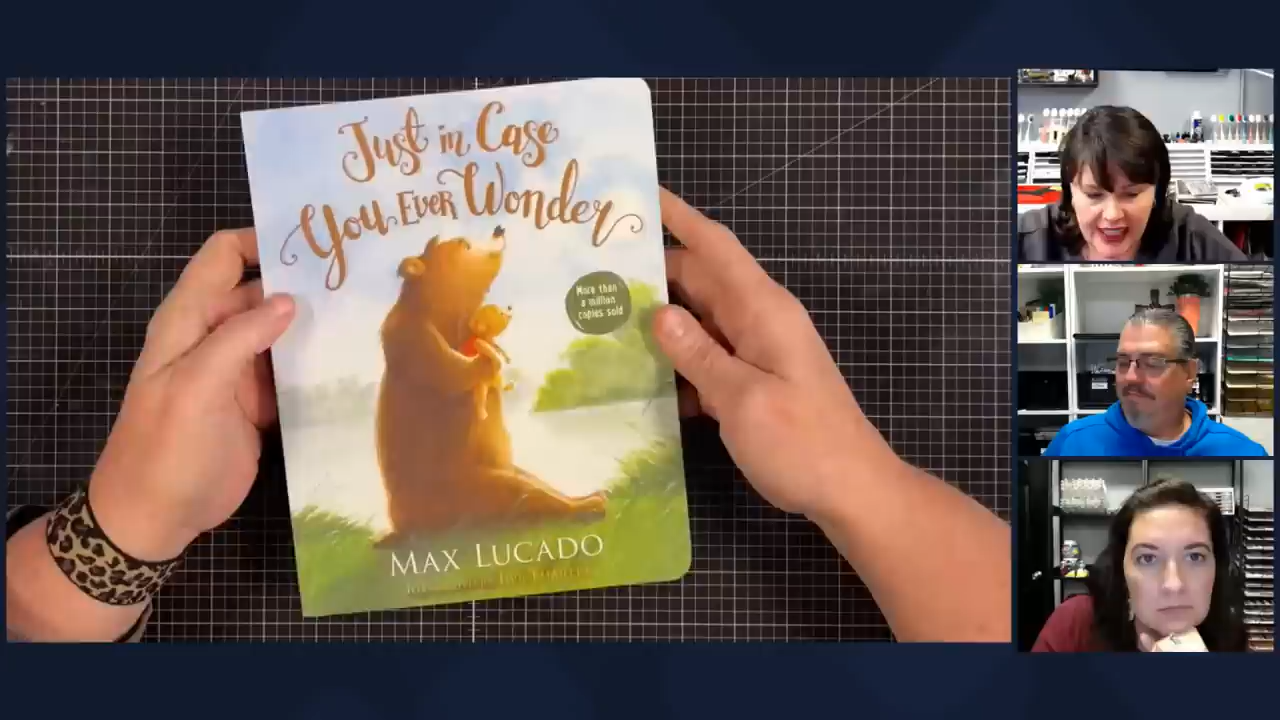 Just in Case
You Ever Wonder
More than
a million
copies sold
MAX LUCADO